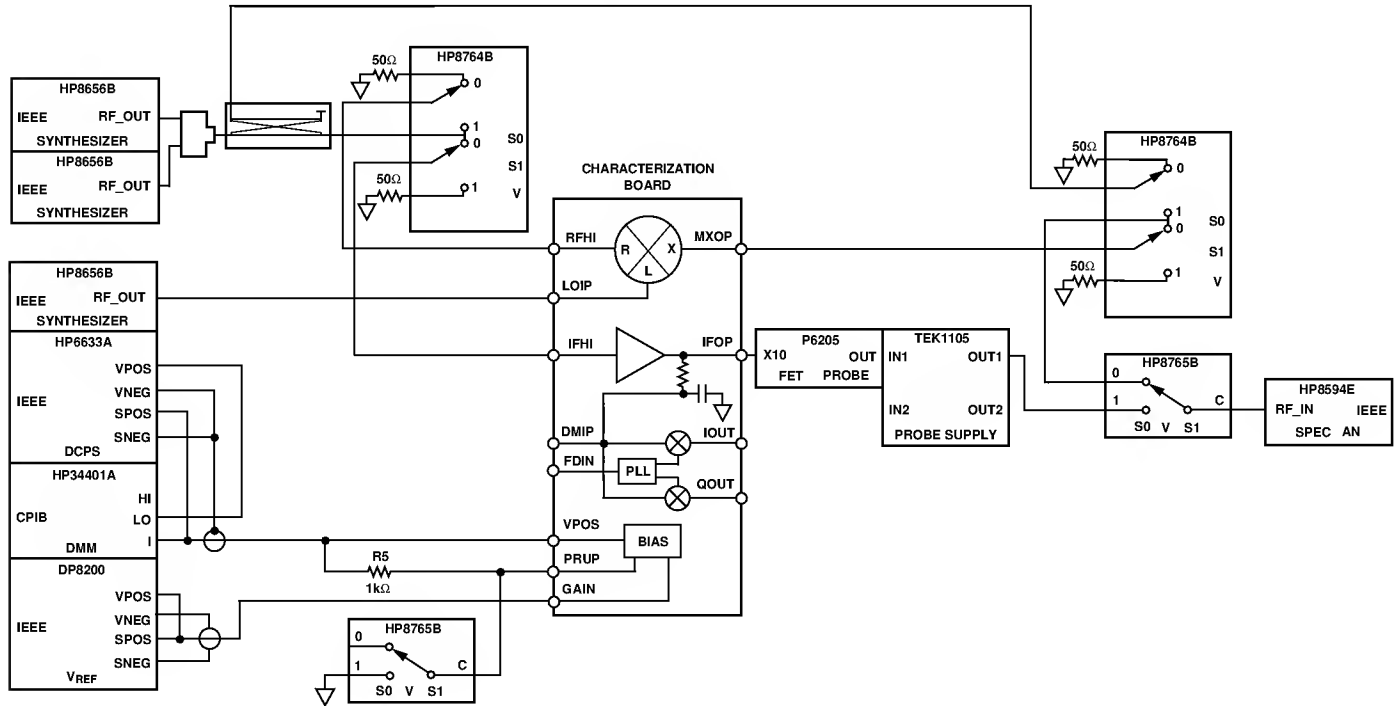 HP8656B
IEEE RF_OUT
SYNTHESIZER
HP8656B
IEEE RF_OUT
SYNTHESIZER
50Ω
HP8764B
0
1
0
S0
S1
50Ω
1
V
HP8764B
50Ω
0
1
0
S0
S1
50Ω
1
V
CHARACTERIZATION
BOARD
RFHI
R
X
L
MXOP
LOIP
IFHI
IFOP
DMIP
IOUT
FDIN
PLL
QOUT
VPOS
BIAS
PRUP
GAIN
HP8656B
IEEE RF_OUT
SYNTHESIZER
HP6633A
VPOS
VNEG
IEEE
SPOS
SNEG
DCPS
HP34401A
HI
CPIB
LO
I
DMM
DP8200
VPOS
VNEG
IEEE
SPOS
SNEG
VREF
R5
1kΩ
HP8765B
0
1
C
S0 V S1
P6205
X10 OUT
FET PROBE
TEK1105
IN1 OUT1
IN2 OUT2
PROBE SUPPLY
HP8765B
0
1
C
S0 V S1
HP8594E
RF_IN IEEE
SPEC AN